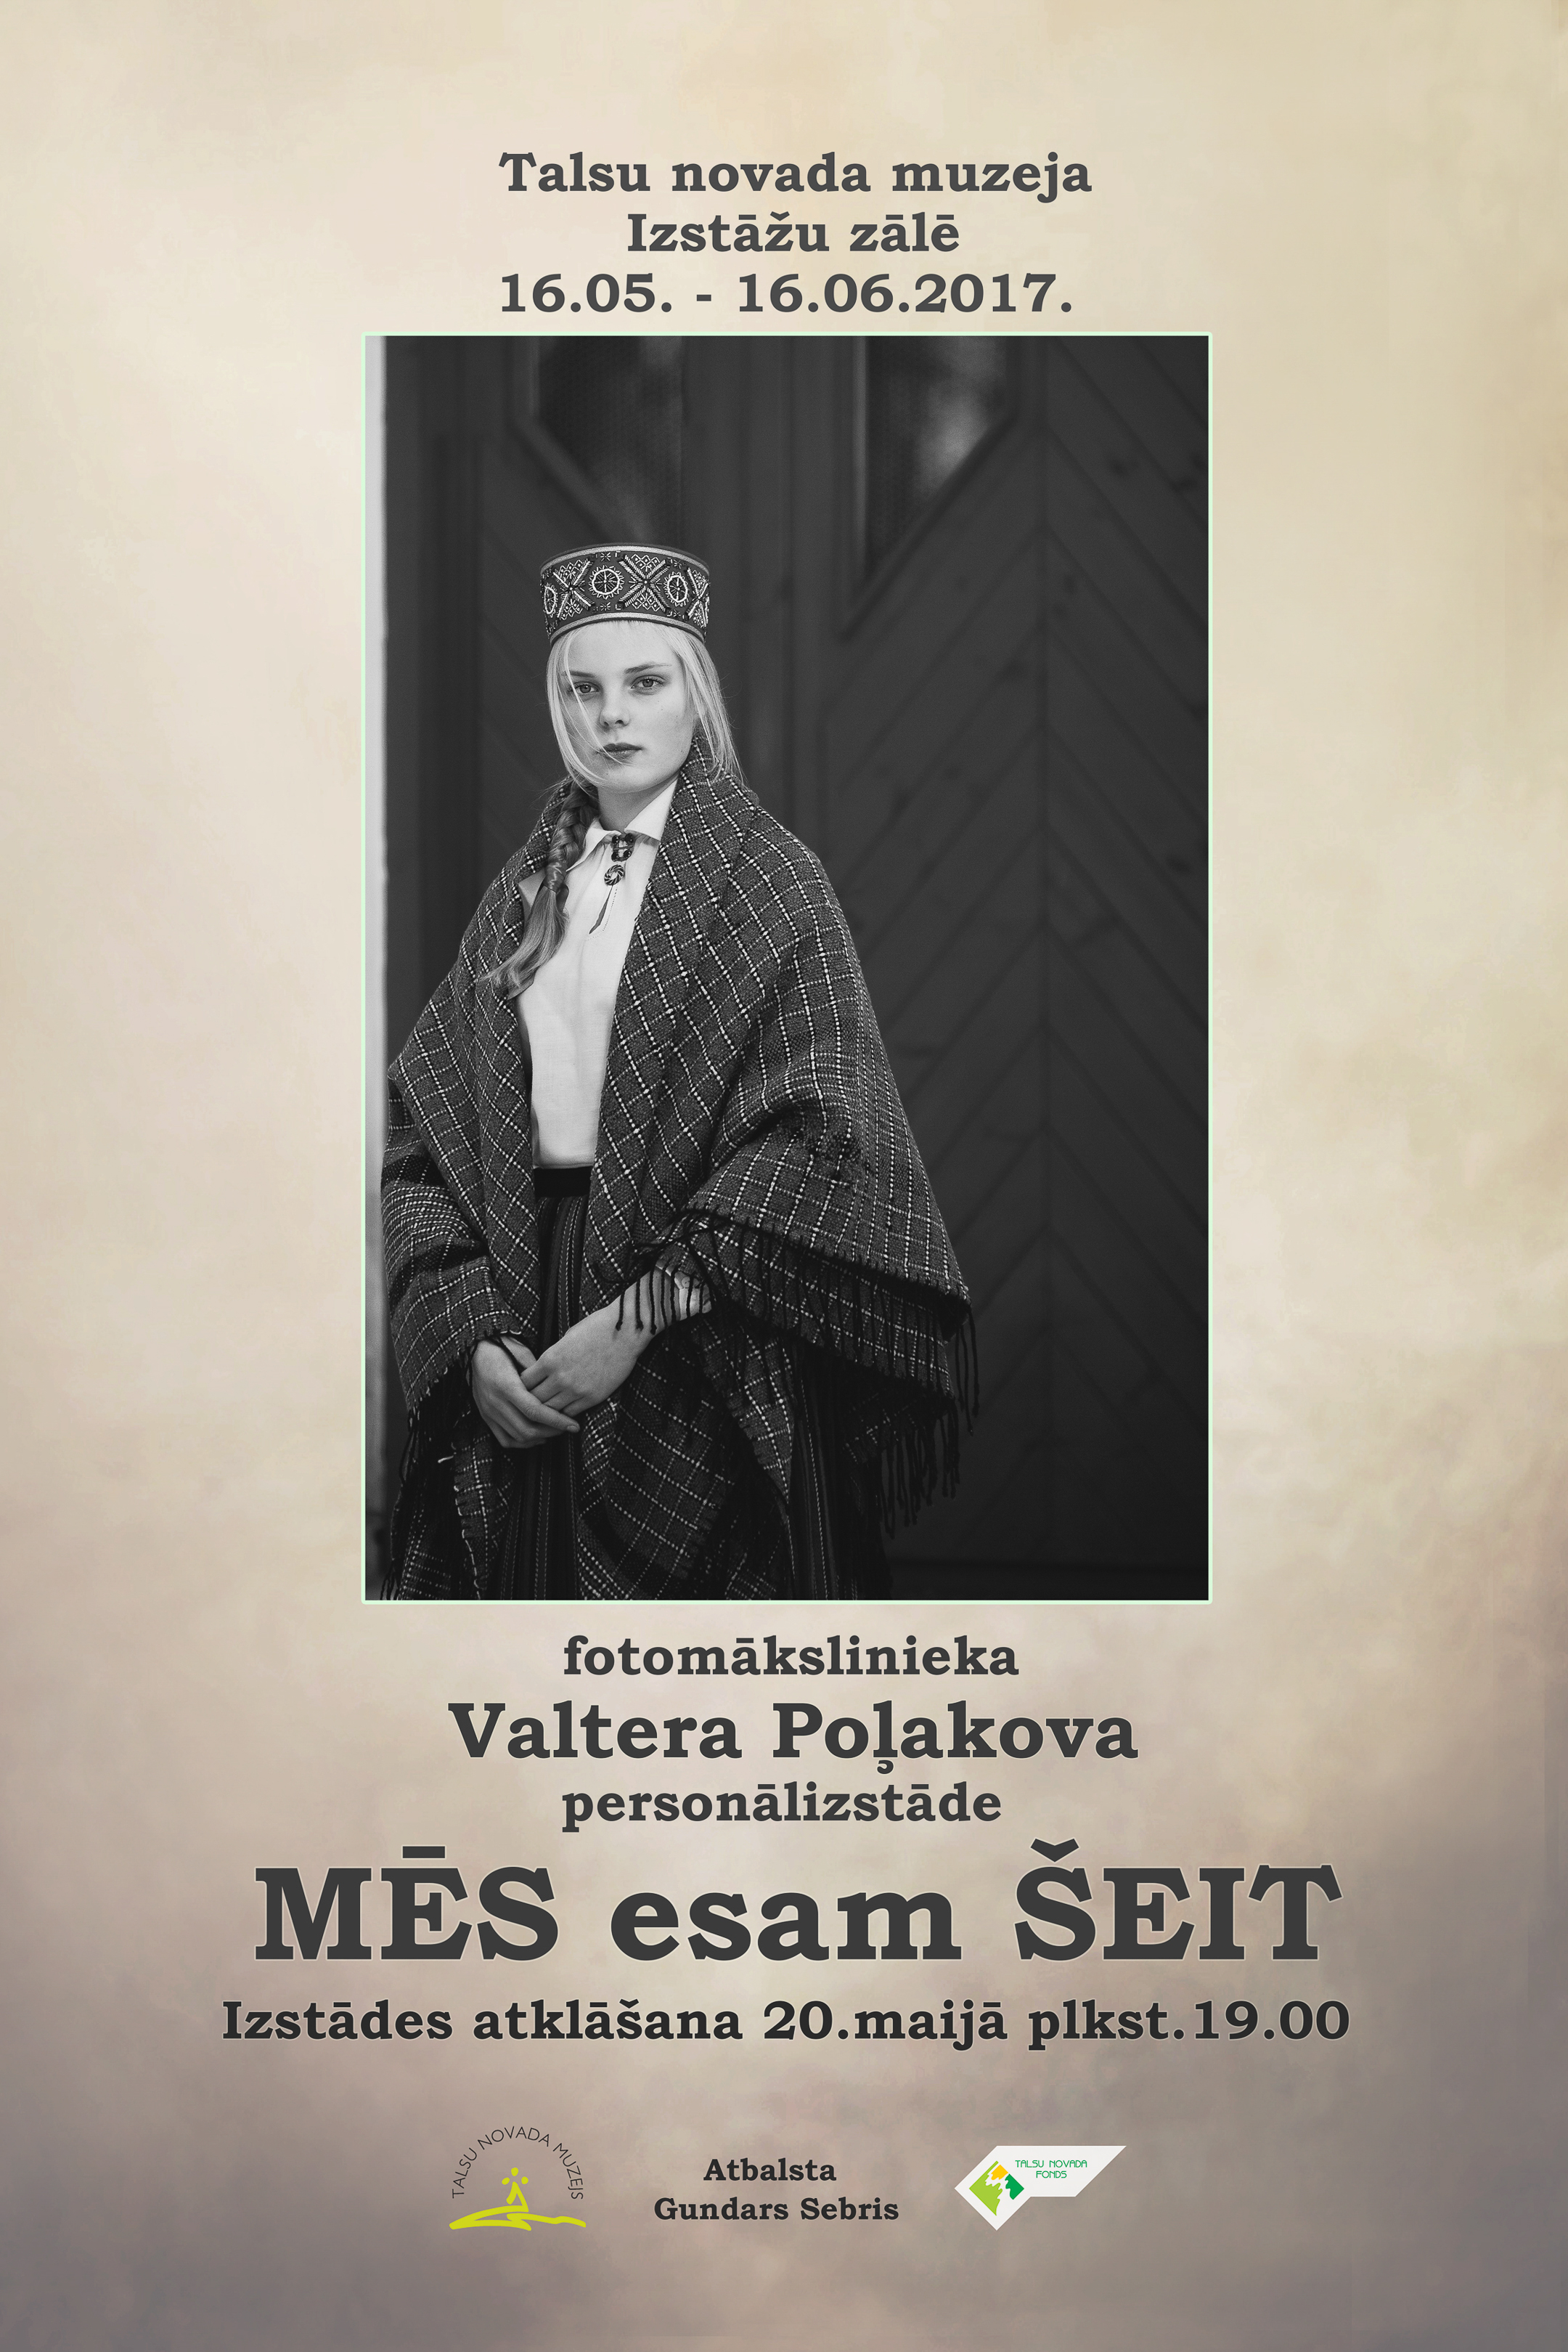 Talsu novada muzeja
Izstāžu zālē
16.05. - 16.06.2017.
fotomākslinieka
Valtera Poļakova
personālizstāde
MĒS esam ŠEIT
Izstādes atklāšana 20.maijā plkst.19.00
TALSU NOVADA MUZEJS
Atbalsta
Gundars Sebris
TALSU NOVADA
FONDS